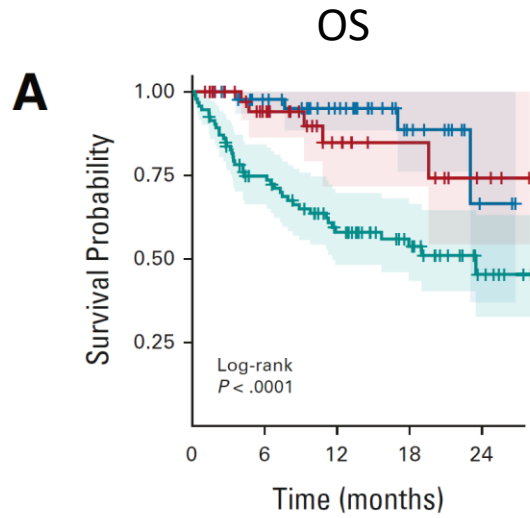 OS
A
Survival Probability
1.00
0.75
0.50
0.25
Log-rank
P < .0001
0 6 12 18 24
Time (months)